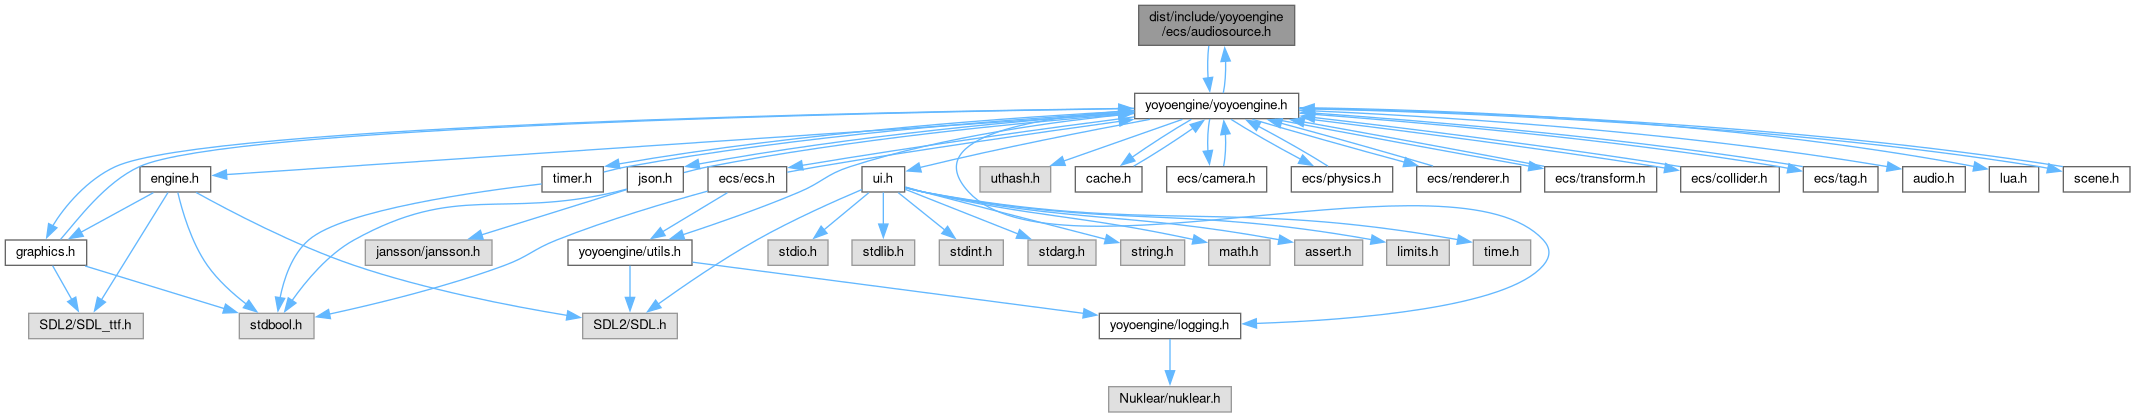 dist/include/yoyoengine
/ecs/audiosource.h
yoyoengine/yoyoengine.h
engine.h
timer.h
json.h
ecs/ecs.h
ui.h
uthash.h
cache.h
ecs/camera.h
ecs/physics.h
ecs/renderer.h
ecs/transform.h
ecs/collider.h
ecs/tag.h
audio.h
lua.h
scene.h
graphics.h
jansson/jansson.h
yoyoengine/utils.h
stdio.h
stdlib.h
stdint.h
stdarg.h
string.h
math.h
assert.h
limits.h
time.h
SDL2/SDL_ttf.h
stdbool.h
SDL2/SDL.h
yoyoengine/logging.h
Nuklear/nuklear.h